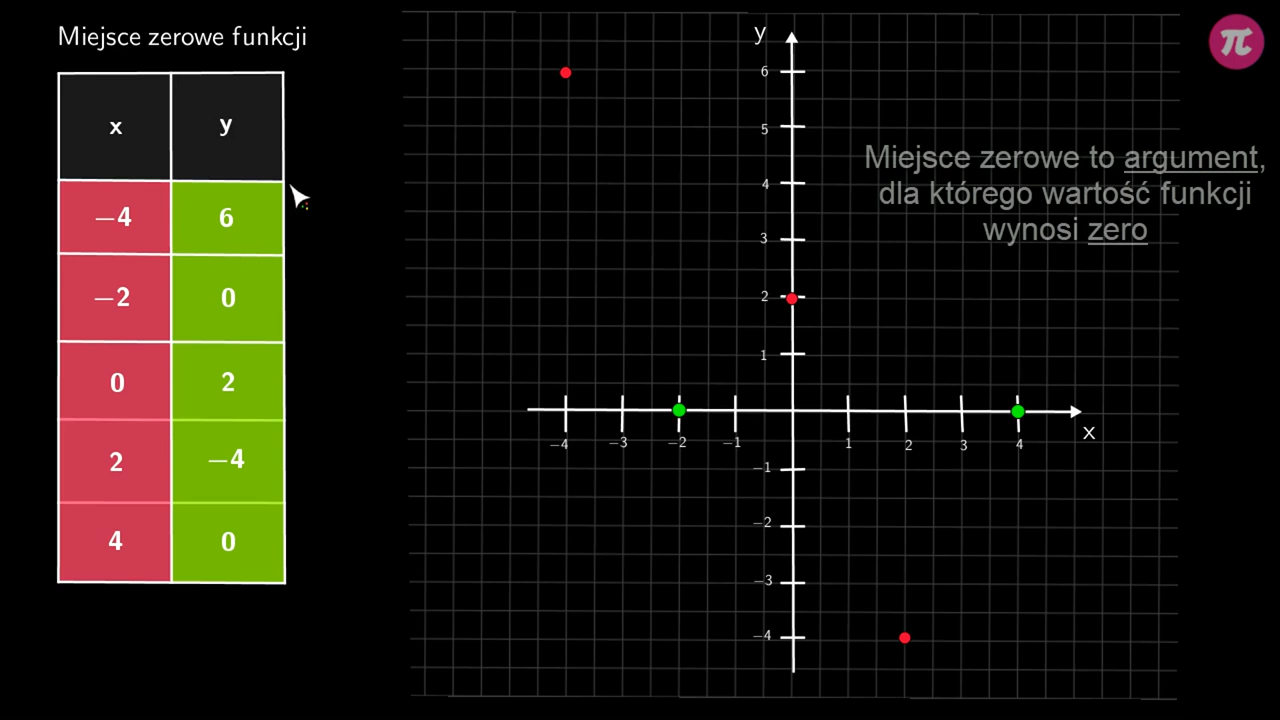 Miejsce zerowe funkcji
x y
−4 6
−2 0
0 2
2 −4
4 0
y
6
5
4
3
2
1
−4 −3 −2 −1 1 2 3 4
x
−1
−2
−3
−4
Miejsce zerowe to argument,
dla którego wartość funkcji
wynosi zero
π